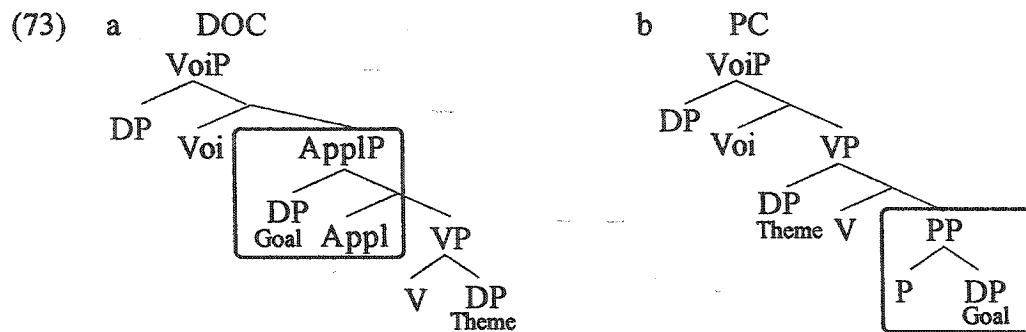 (73) a DOC b PC
VoiP VoiP
DP DP
Voi ApplP Voi VP
DP DP
Goal Appl VP Theme V PP
V DP P DP
Theme Goal